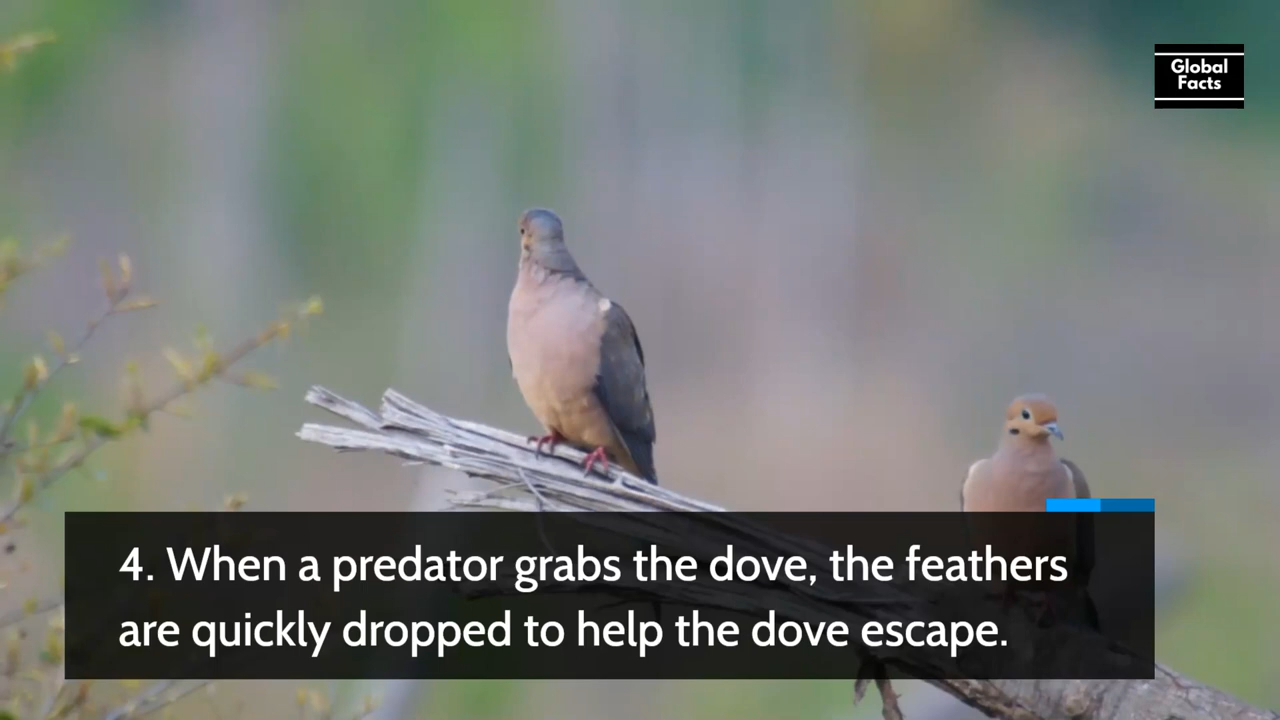 Global
Facts
4. When a predator grabs the dove, the feathers
are quickly dropped to help the dove escape.